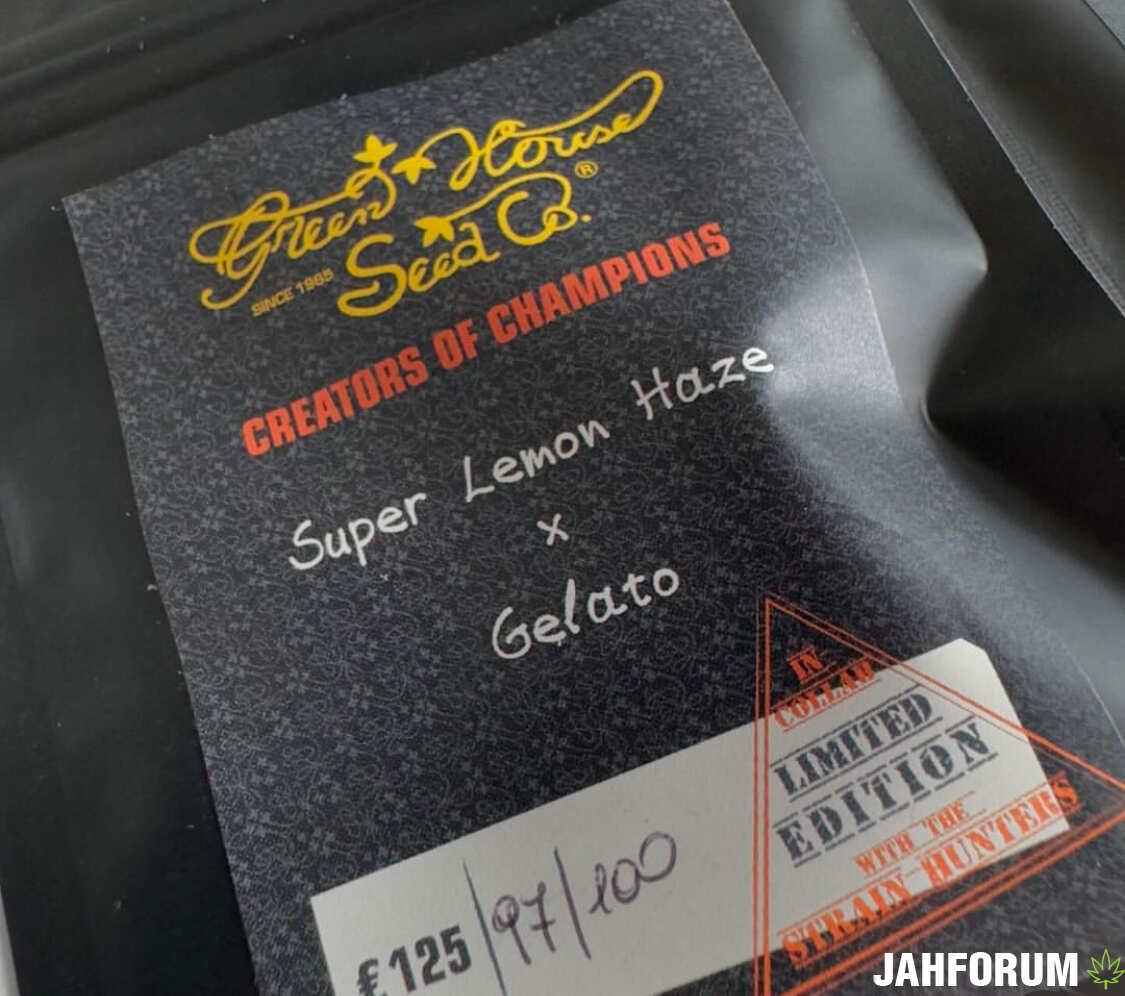 Green House
Seed Co.®
SINCE 1985
CREATORS OF CHAMPIONS
Super Lemon Haze
x
Gelato
IN
COLLAB
LIMITED
EDITION
WITH THE
STRAIN HUNTERS
€125 97/100
JAHFORUM